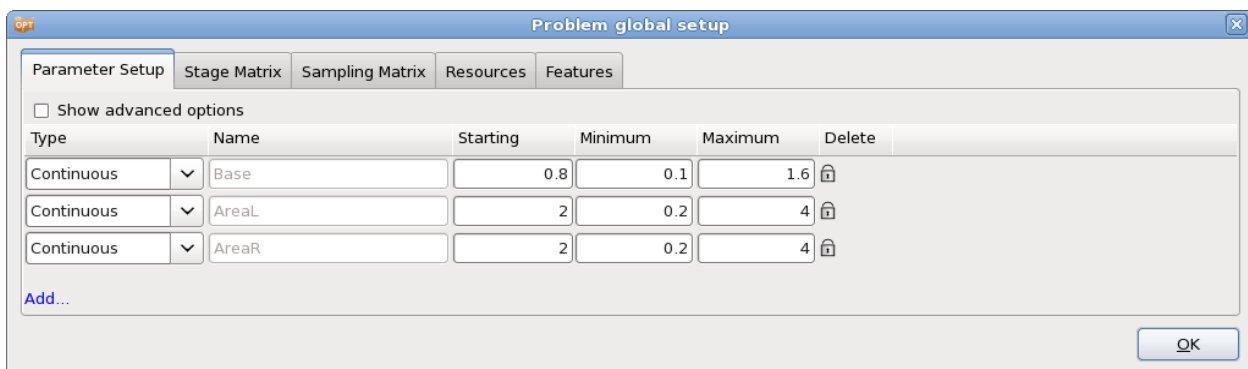 OPT Problem global setup
Parameter Setup Stage Matrix Sampling Matrix Resources Features
Show advanced options
Type Name Starting Minimum Maximum Delete
Continuous Base 0.8 0.1 1.6
Continuous AreaL 2 0.2 4
Continuous AreaR 2 0.2 4
Add...
OK